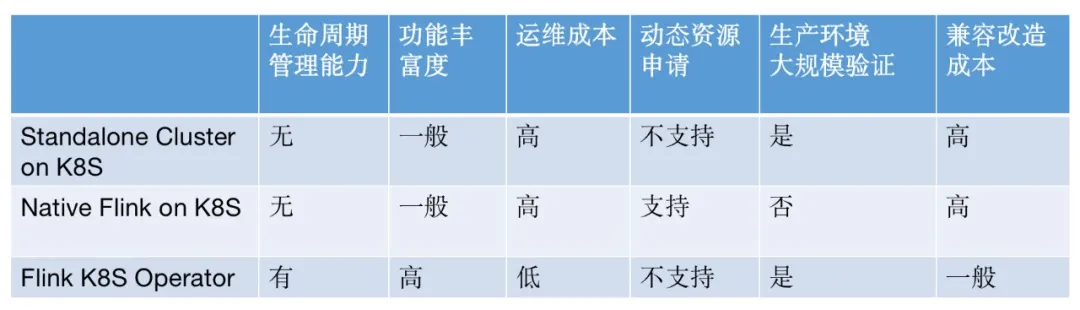 生命周期 功能丰 运维成本 动态资源 生产环境 兼容改造
管理能力 富度 申请 大规模验证 成本
Standalone Cluster 无 一般 高 不支持 是 高
on K8S
Native Flink on K8S 无 一般 高 支持 否 高
Flink K8S Operator 有 高 低 不支持 是 一般